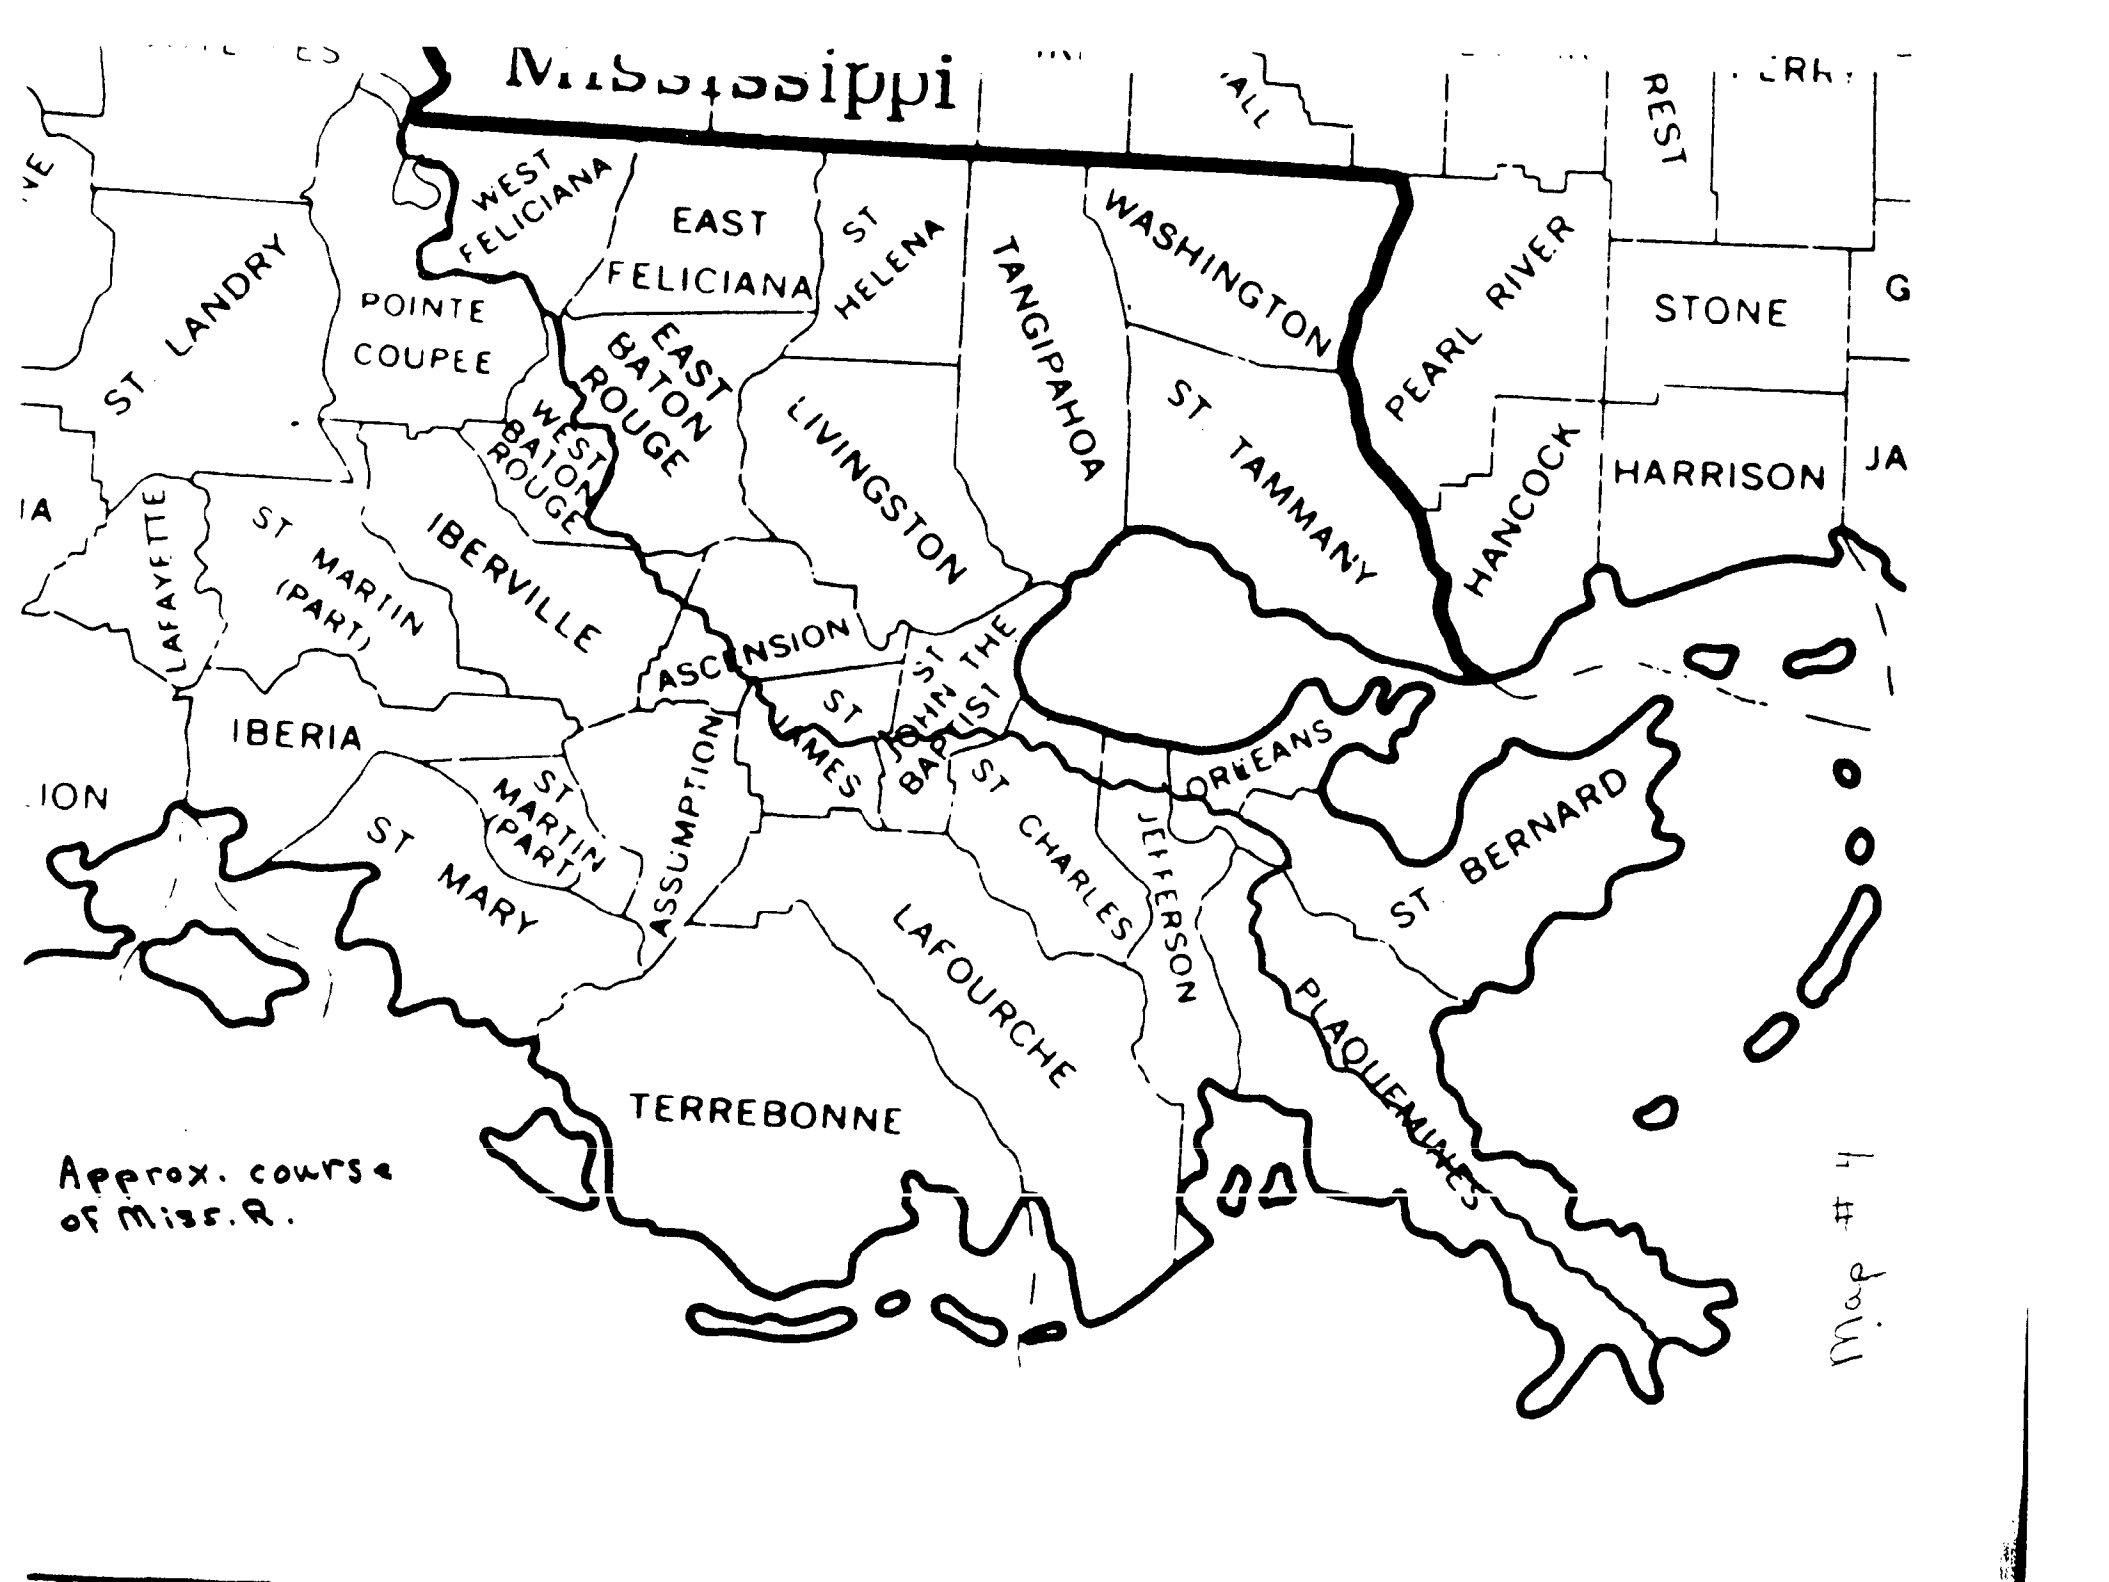 Mississippi
REST
WEST
FELICIANA
EAST
FELICIANA
ST
HELENA
TANGIPAHOA
WASHINGTON
PEARL RIVER
STONE
G
ST. LANDRY
POINTE
COUPEE
EAST
BATON
ROUGE
WEST
BATON
ROUGE
LIVINGSTON
ST TAMMANY
HANCOCK
HARRISON
JA
IA
LAFAYETTE
ST MARTIN
(PART)
IBERVILLE
ASCENSION
ST
JOHN THE
BAPTIST
ST
JAMES
IBERIA
ION
ASSUMPTION
ST
MARTIN
(PART)
ST MARY
ST CHARLES
JEFFERSON
ORLEANS
ST. BERNARD
LAFOURCHE
PLAQUEMINES
TERREBONNE
Approx. course
of Miss. R.
Map # 4